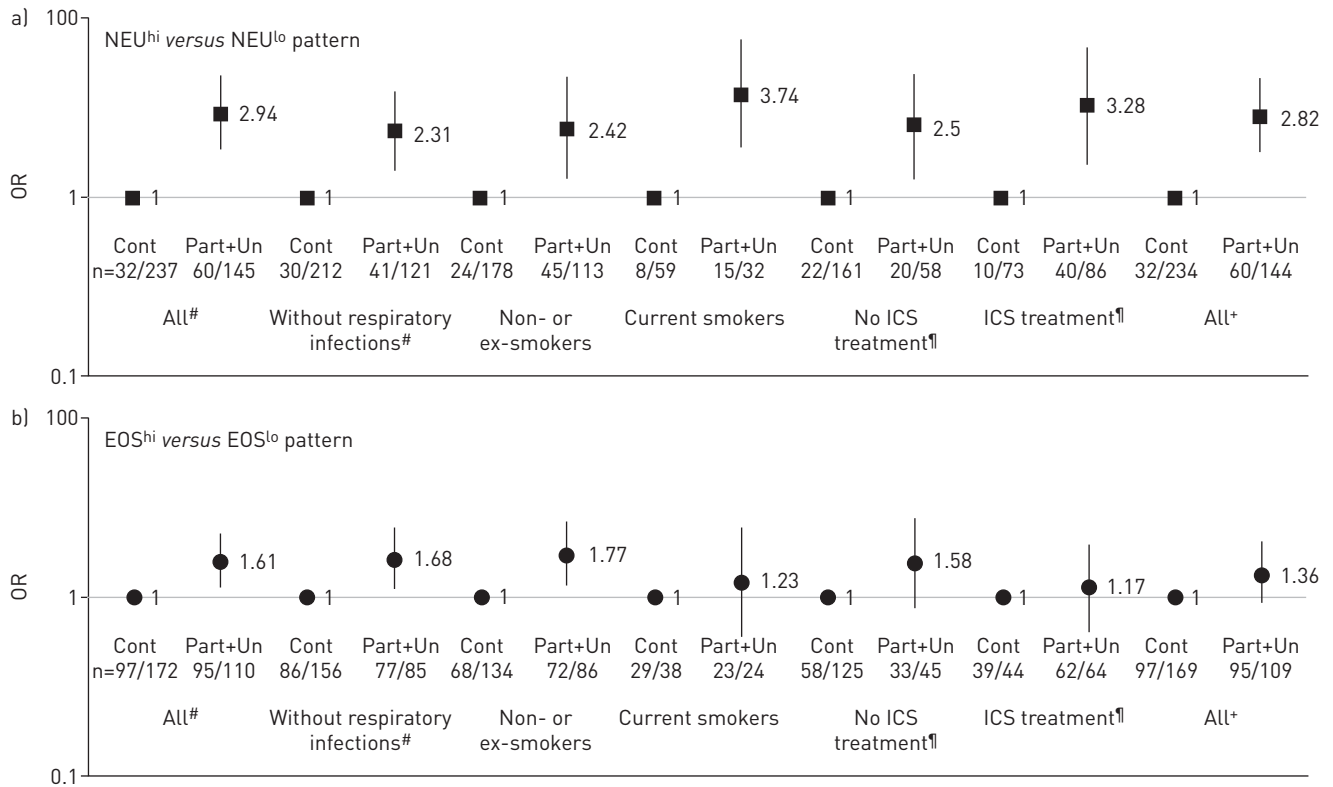 a)
100
NEUhi versus NEUlo pattern
OR
1
0.1
1 2.94 1 2.31 1 2.42 1 3.74 1 2.5 1 3.28 1 2.82
Cont Part+Un Cont Part+Un Cont Part+Un Cont Part+Un Cont Part+Un Cont Part+Un Cont Part+Un
n=32/237 60/145 30/212 41/121 24/178 45/113 8/59 15/32 22/161 20/58 10/73 40/86 32/234 60/144
All#
Without respiratory
infections#
Non- or
ex-smokers
Current smokers
No ICS
treatment¶
ICS treatment¶
All+
b)
100
EOShi versus EOSlo pattern
OR
1
0.1
1 1.61 1 1.68 1 1.77 1 1.23 1 1.58 1 1.17 1 1.36
Cont Part+Un Cont Part+Un Cont Part+Un Cont Part+Un Cont Part+Un Cont Part+Un Cont Part+Un
n=97/172 95/110 86/156 77/85 68/134 72/86 29/38 23/24 58/125 33/45 39/44 62/64 97/169 95/109
All#
Without respiratory
infections#
Non- or
ex-smokers
Current smokers
No ICS
treatment¶
ICS treatment¶
All+